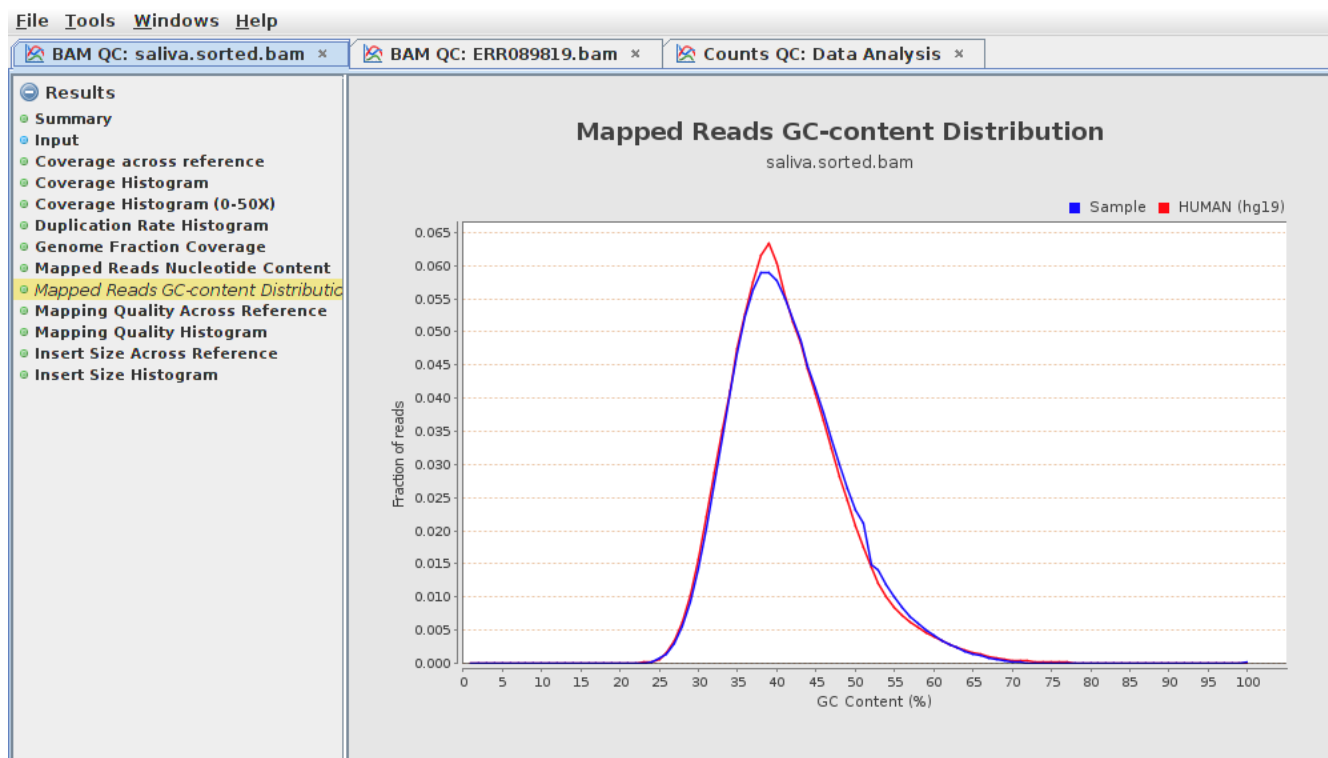 File Tools Windows Help
BAM QC: saliva.sorted.bam × BAM QC: ERR089819.bam × Counts QC: Data Analysis ×
Results
Summary
Input
Coverage across reference
Coverage Histogram
Coverage Histogram (0-50X)
Duplication Rate Histogram
Genome Fraction Coverage
Mapped Reads Nucleotide Content
Mapped Reads GC-content Distributio
Mapping Quality Across Reference
Mapping Quality Histogram
Insert Size Across Reference
Insert Size Histogram
Mapped Reads GC-content Distribution
saliva.sorted.bam
Sample HUMAN (hg19)
Fraction of reads
0.065
0.060
0.055
0.050
0.045
0.040
0.035
0.030
0.025
0.020
0.015
0.010
0.005
0.000
0 5 10 15 20 25 30 35 40 45 50 55 60 65 70 75 80 85 90 95 100
GC Content (%)